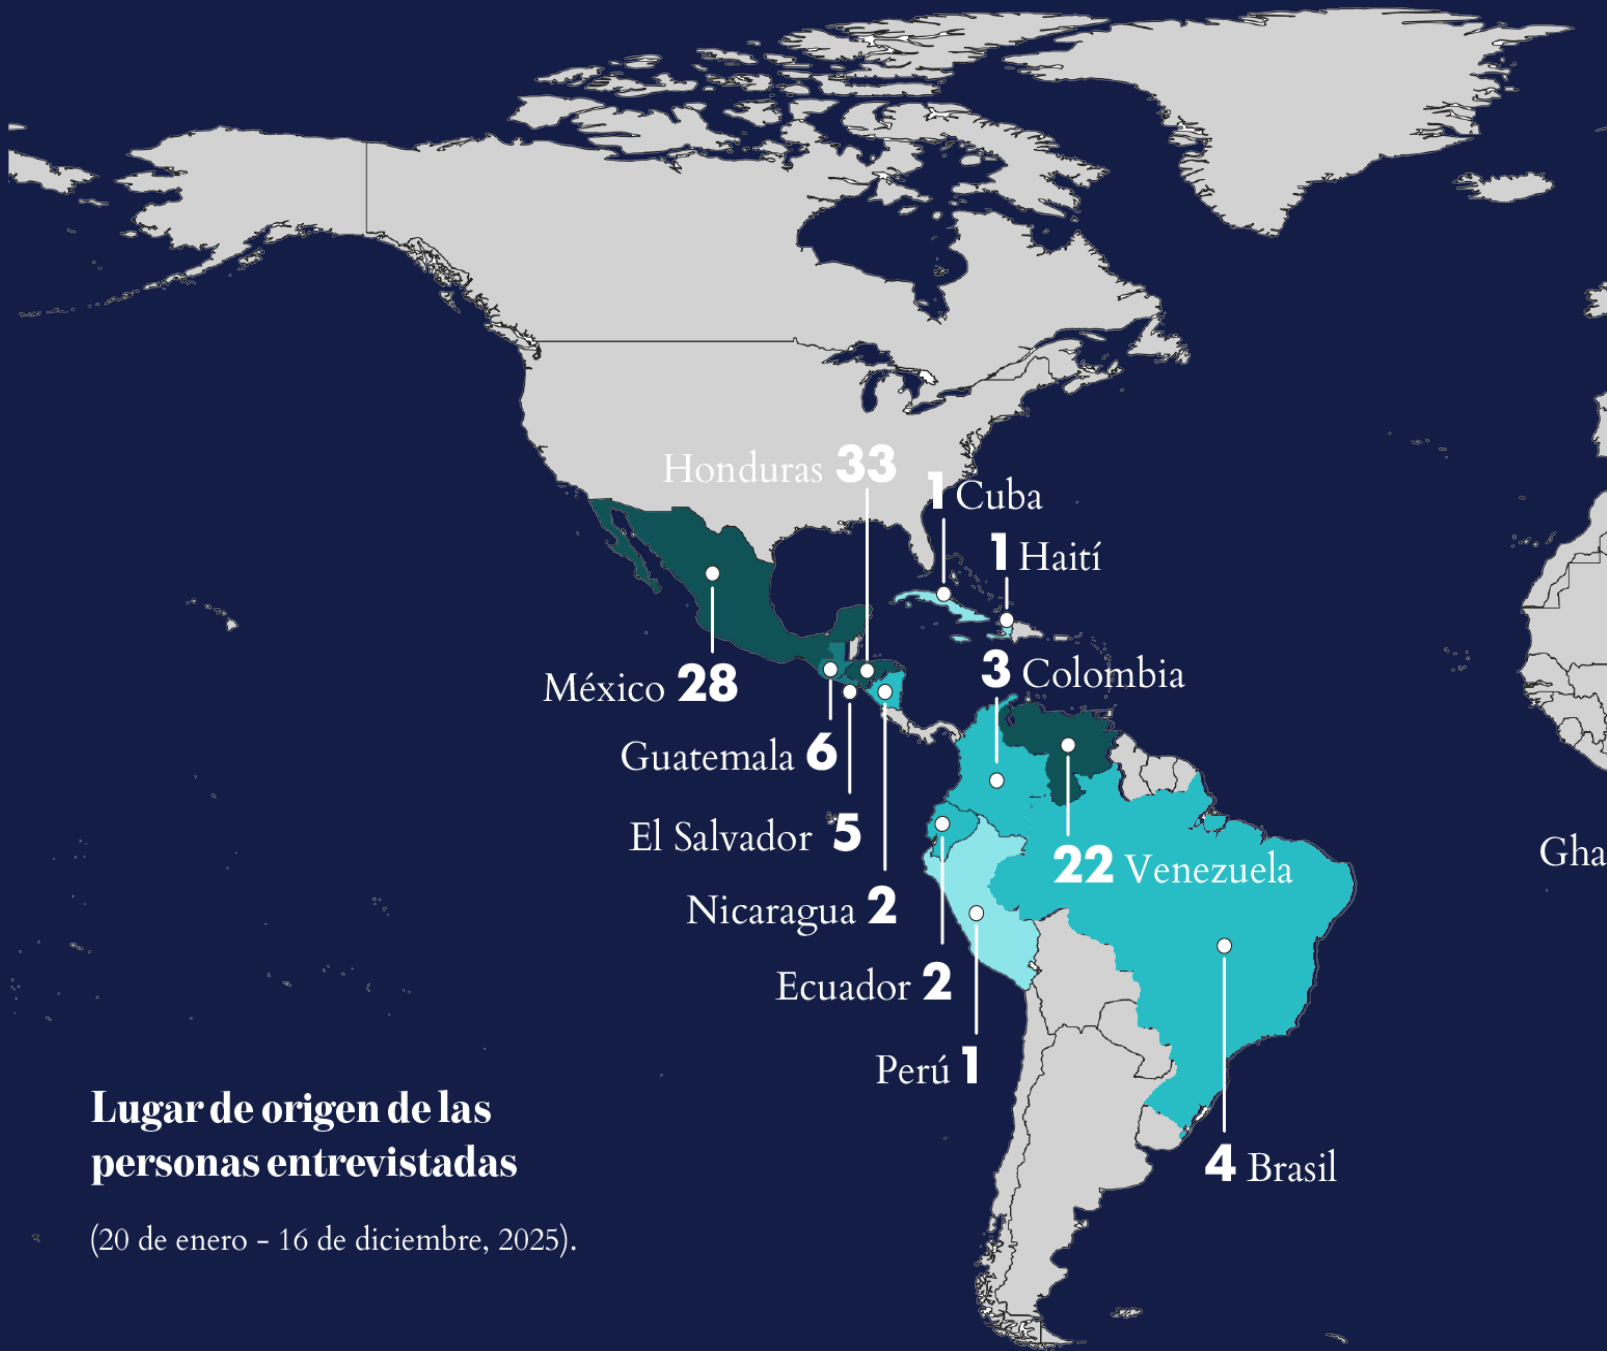 Honduras 33
1 Cuba
1 Haití
México 28
3 Colombia
Guatemala 6
El Salvador 5
22 Venezuela
Gha
Nicaragua 2
Ecuador 2
Perú 1
4 Brasil
Lugar de origen de las
personas entrevistadas
(20 de enero - 16 de diciembre, 2025).